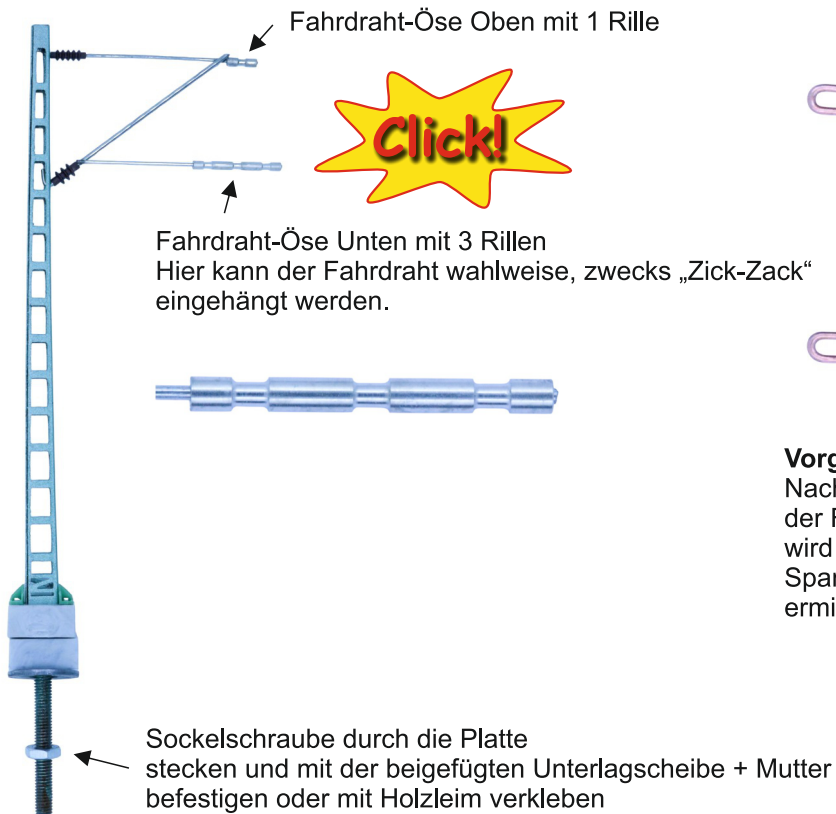 Fahrdraht-Öse Oben mit 1 Rille
Click!
Fahrdraht-Öse Unten mit 3 Rillen
Hier kann der Fahrdraht wahlweise, zwecks „Zick-Zack“
eingehängt werden.
Sockelschraube durch die Platte
stecken und mit der beigefügten Unterlagscheibe + Mutter
befestigen oder mit Holzleim verkleben
der
wird